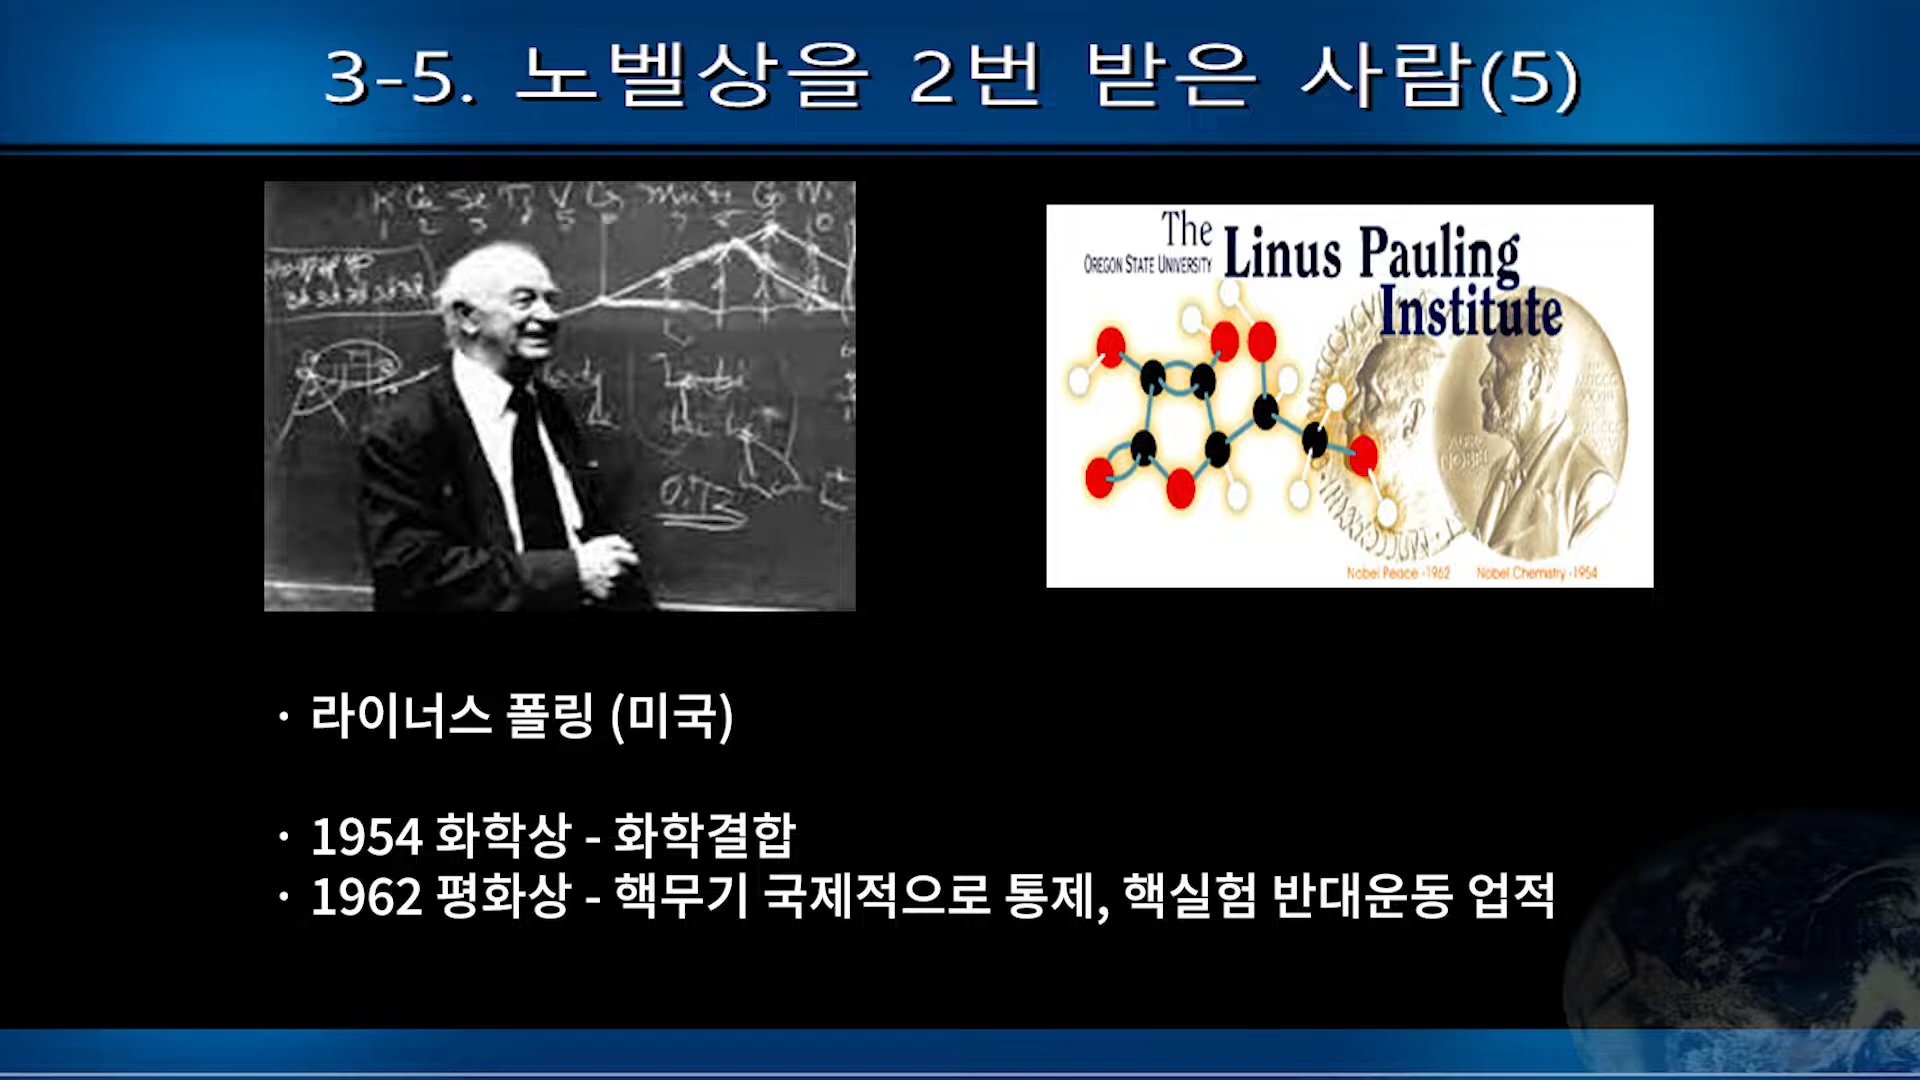 3-5. 노벨상을 2번 받은 사람(5)
The
OREGON STATE UNIVERSITY
Linus Pauling
Institute
Nobel Peace -1962
Nobel Chemistry -1954
· 라이너스 폴링 (미국)
· 1954 화학상 - 화학결합
· 1962 평화상 - 핵무기 국제적으로 통제, 핵실험 반대운동 업적